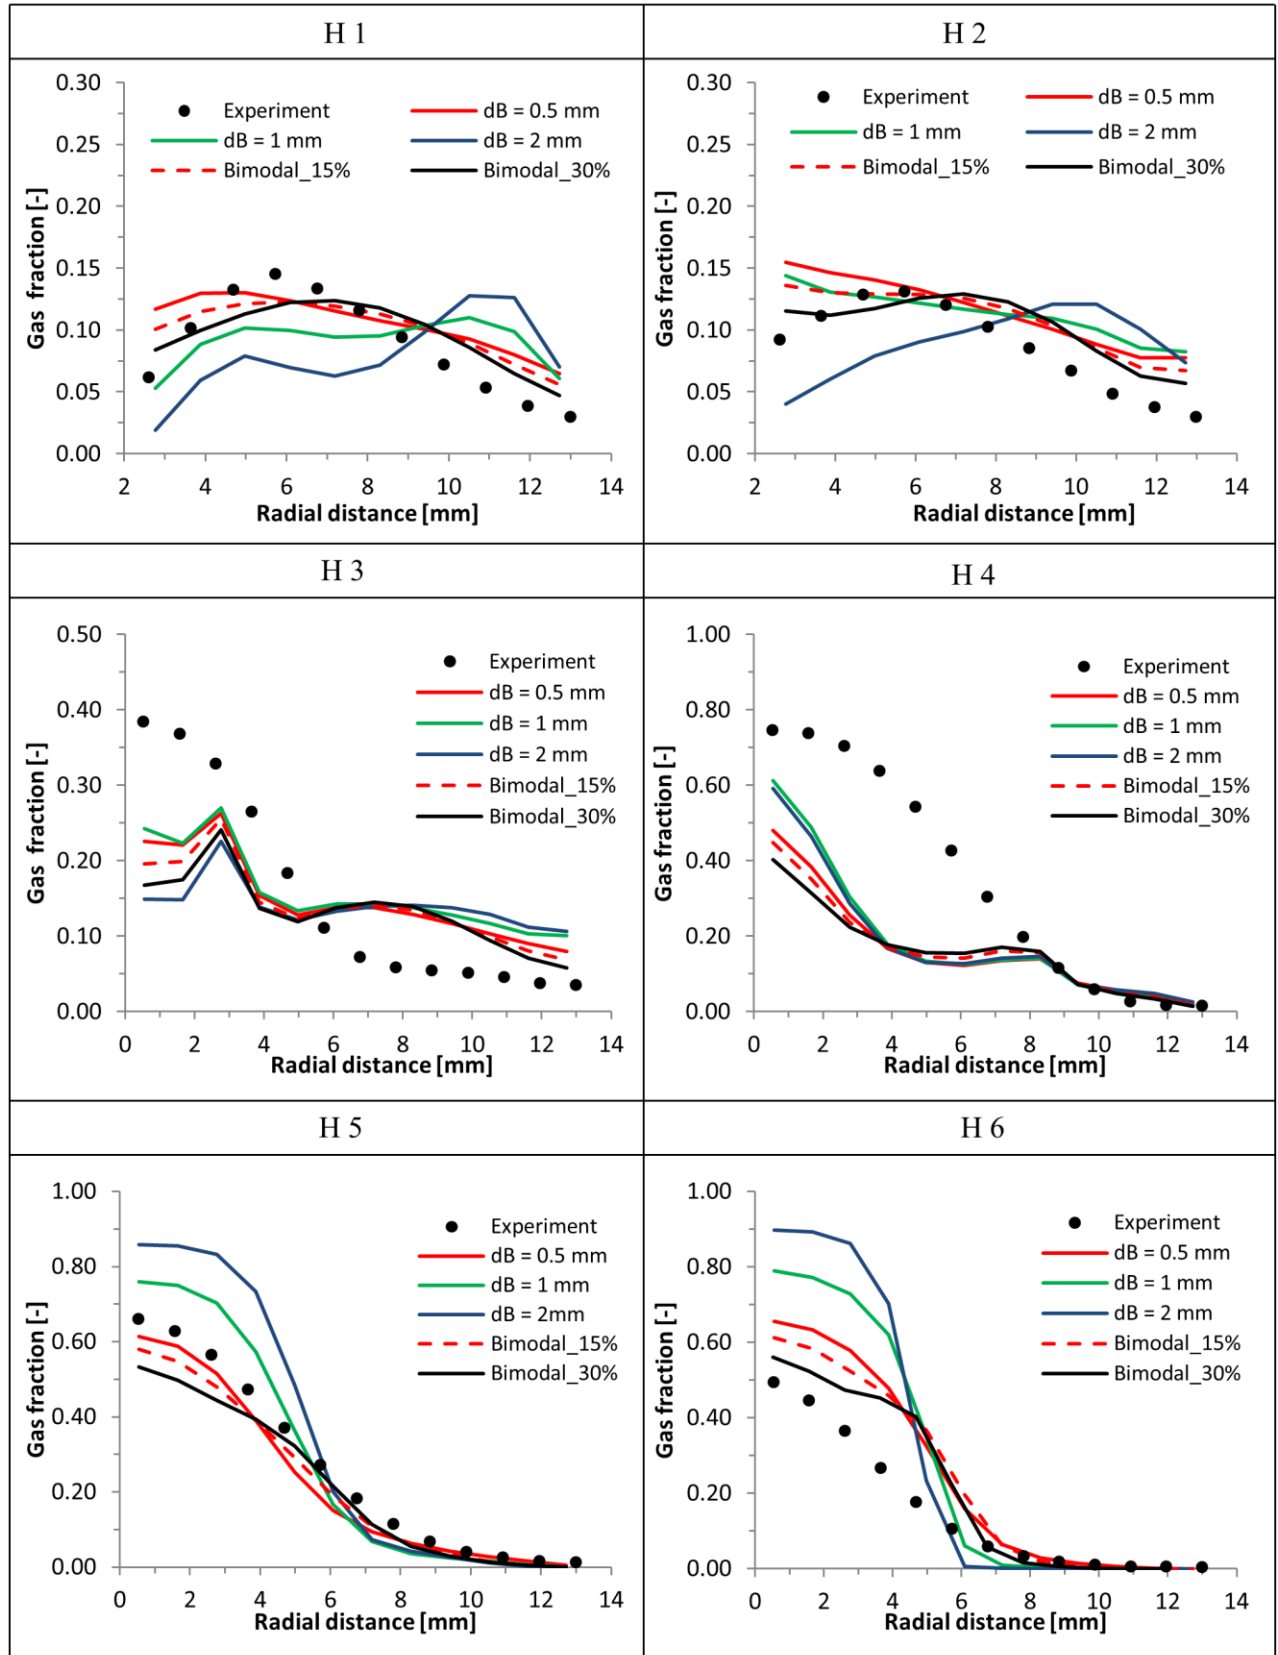 H 1
H 2
0.30
0.25
0.20
0.15
0.10
0.05
0.00
Gas fraction [-]
Experiment
dB = 0.5 mm
dB = 1 mm
dB = 2 mm
Bimodal_15%
Bimodal_30%
2 4 6 8 10 12 14
Radial distance [mm]
0.30
0.25
0.20
0.15
0.10
0.05
0.00
Gas fraction [-]
Experiment
dB = 0.5 mm
dB = 1 mm
dB = 2 mm
Bimodal_15%
Bimodal_30%
2 4 6 8 10 12 14
Radial distance [mm]
H 3
H 4
0.50
0.40
0.30
0.20
0.10
0.00
Gas fraction [-]
Experiment
dB = 0.5 mm
dB = 1 mm
dB = 2 mm
Bimodal_15%
Bimodal_30%
0 2 4 6 8 10 12 14
Radial distance [mm]
1.00
0.80
0.60
0.40
0.20
0.00
Gas fraction [-]
Experiment
dB = 0.5 mm
dB = 1 mm
dB = 2 mm
Bimodal_15%
Bimodal_30%
0 2 4 6 8 10 12 14
Radial distance [mm]
H 5
H 6
1.00
0.80
0.60
0.40
0.20
0.00
Gas fraction [-]
Experiment
dB = 0.5 mm
dB = 1 mm
dB = 2mm
Bimodal_15%
Bimodal_30%
0 2 4 6 8 10 12 14
Radial distance [mm]
1.00
0.80
0.60
0.40
0.20
0.00
Gas fraction [-]
Experiment
dB = 0.5 mm
dB = 1 mm
dB = 2 mm
Bimodal_15%
Bimodal_30%
0 2 4 6 8 10 12 14
Radial distance [mm]